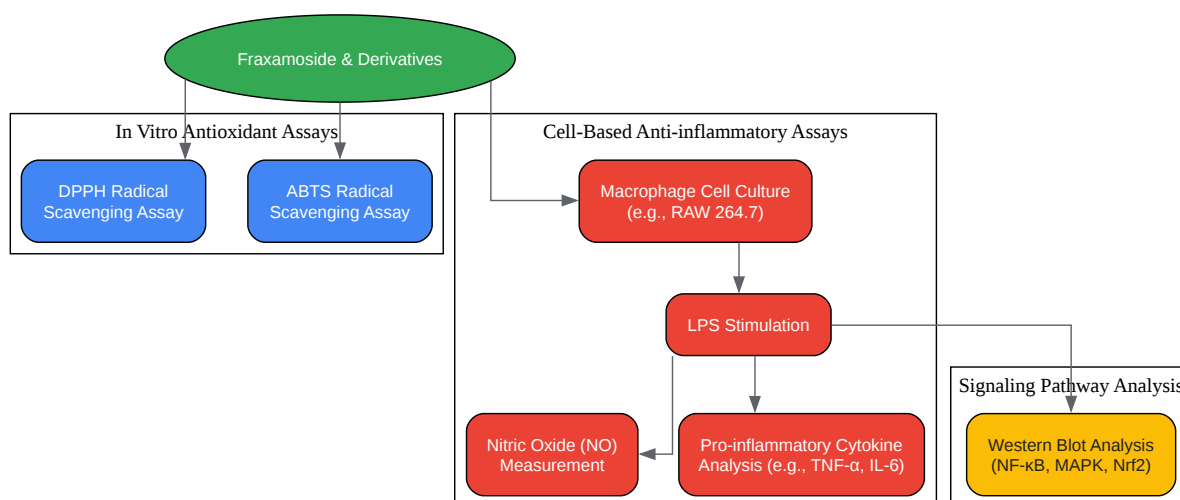 Fraxamoside & Derivatives
In Vitro Antioxidant Assays
Cell-Based Anti-inflammatory Assays
DPPH Radical
Scavenging Assay
ABTS Radical
Scavenging Assay
Macrophage Cell Culture
(e.g., RAW 264.7)
LPS Stimulation
Signaling Pathway Analysis
Nitric Oxide (NO)
Measurement
Pro-inflammatory Cytokine
Analysis (e.g., TNF-α, IL-6)
Western Blot Analysis
(NF-κB, MAPK, Nrf2)